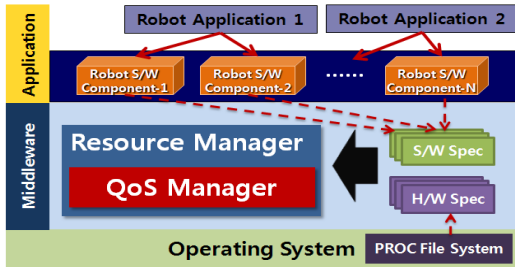 Robot Application 1
Robot Application 2
Application
Robot S/W
Component-1
Robot S/W
Component-2
......
Robot S/W
Component-N
Middleware
Resource Manager
QoS Manager
S/W Spec
H/W Spec
Operating System
PROC File System